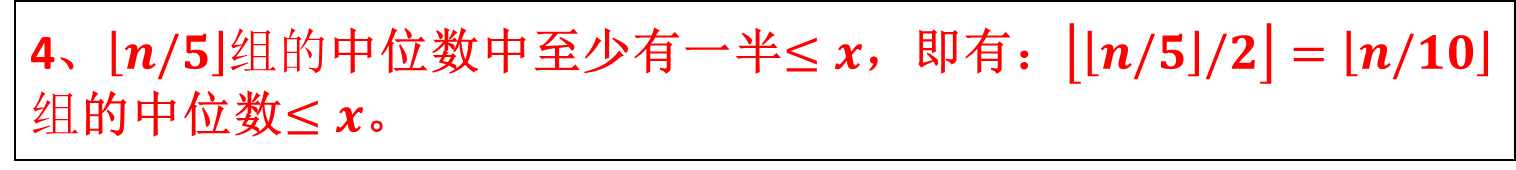 4、⌊n/5⌋组的中位数中至少有一半≤ x，即有：⌊⌊n/5⌋/2⌋ = ⌊n/10⌋
组的中位数≤ x。